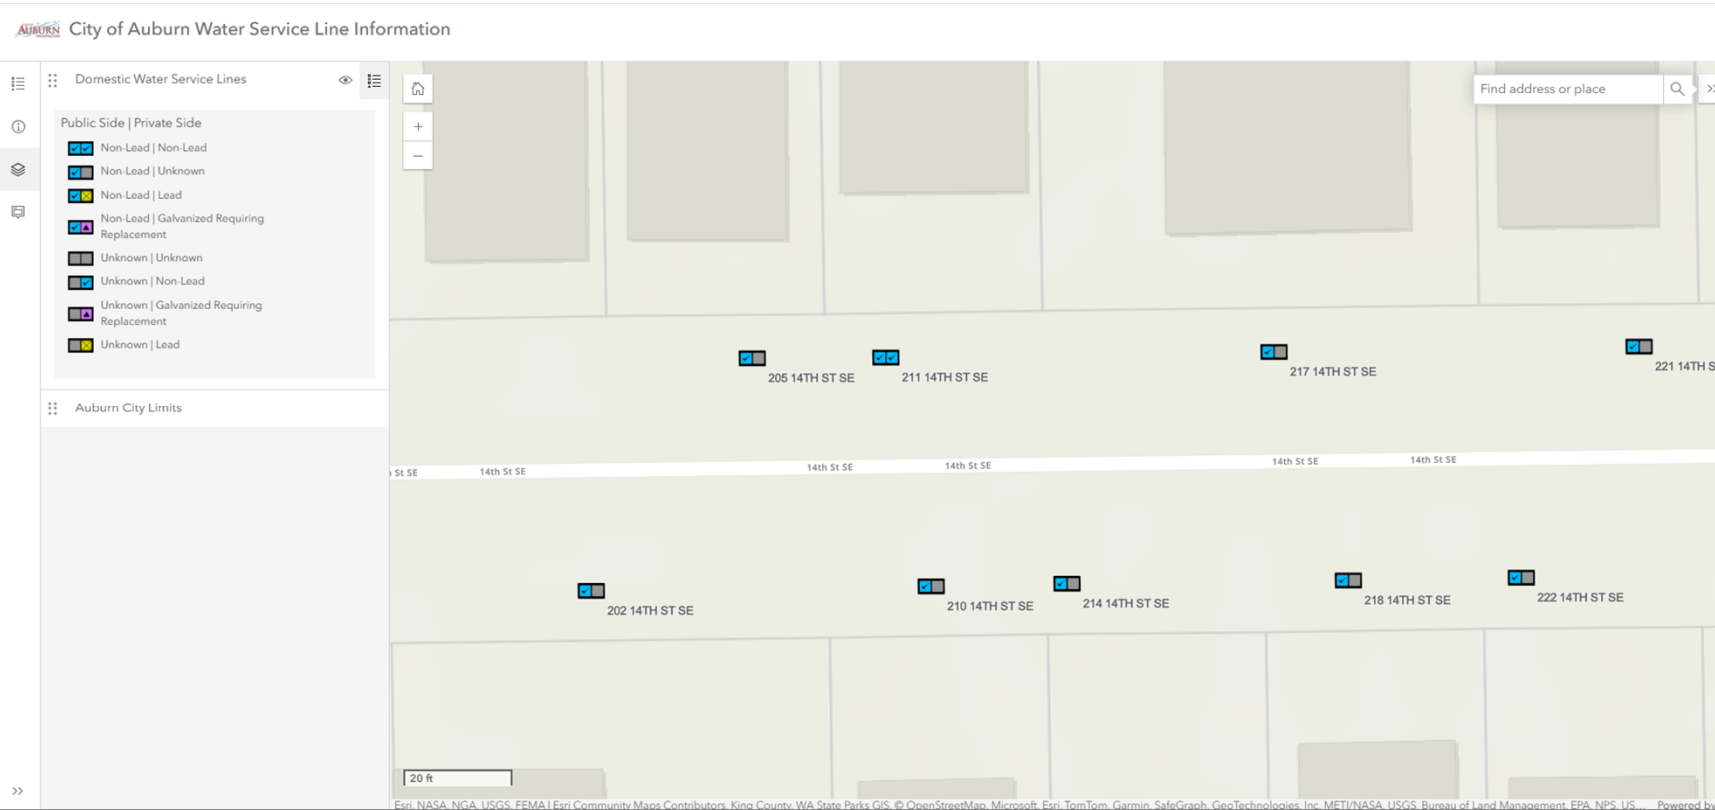 AUBURN
City of Auburn Water Service Line Information
Domestic Water Service Lines
Public Side | Private Side
Non-Lead | Non-Lead
Non-Lead | Unknown
Non-Lead | Lead
Non-Lead | Galvanized Requiring
Replacement
Unknown | Unknown
Unknown | Non-Lead
Unknown | Galvanized Requiring
Replacement
Unknown | Lead
Auburn City Limits
Find address or place
205 14TH ST SE
211 14TH ST SE
217 14TH ST SE
221 14TH S
St SE
14th St SE
14th St SE
14th St SE
14th St SE
14th St SE
202 14TH ST SE
210 14TH ST SE
214 14TH ST SE
218 14TH ST SE
222 14TH ST SE
20 ft
Esri, NASA, NGA, USGS, FEMA | Esri Community Maps Contributors, King County, WA State Parks GIS, © OpenStreetMap, Microsoft, Esri, TomTom, Garmin, SafeGraph, GeoTechnologies, Inc, METI/NASA, USGS, Bureau of Land Management, EPA, NPS, US... Powered by